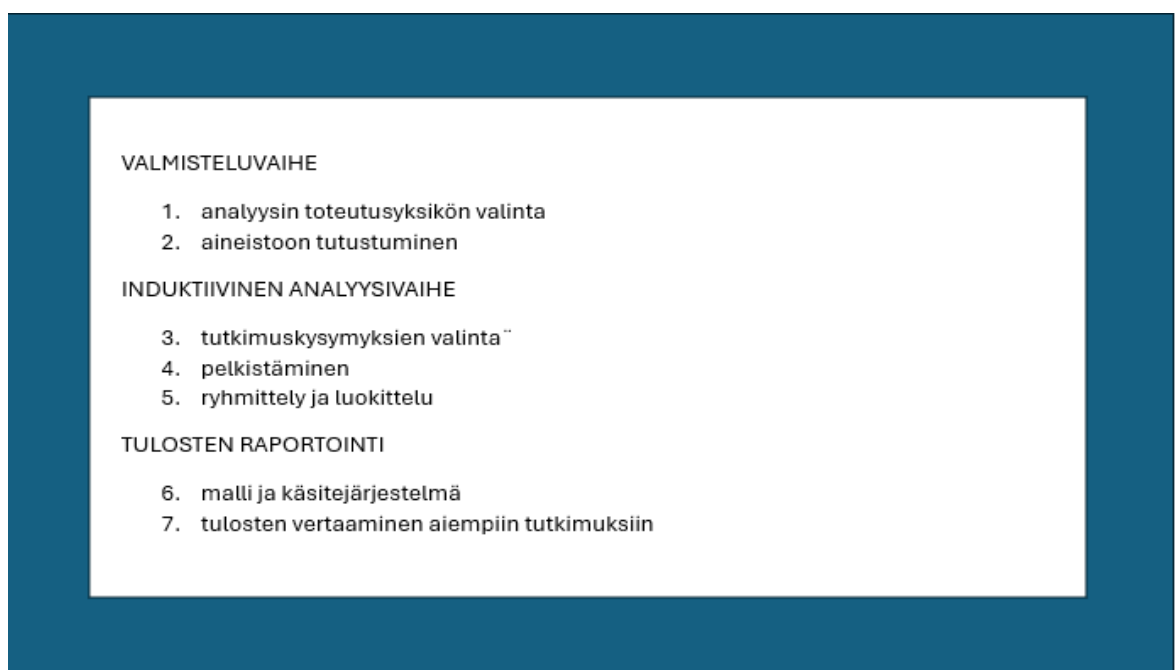 VALMISTELUVAIHE
1. analyysin toteutusyksikön valinta
2. aineistoon tutustuminen
INDUKTIIVINEN ANALYYSIVAIHE
3. tutkimuskysymyksien valinta¨
4. pelkistäminen
5. ryhmittely ja luokittelu
TULOSTEN RAPORTOINTI
6. malli ja käsitejärjestelmä
7. tulosten vertaaminen aiempiin tutkimuksiin